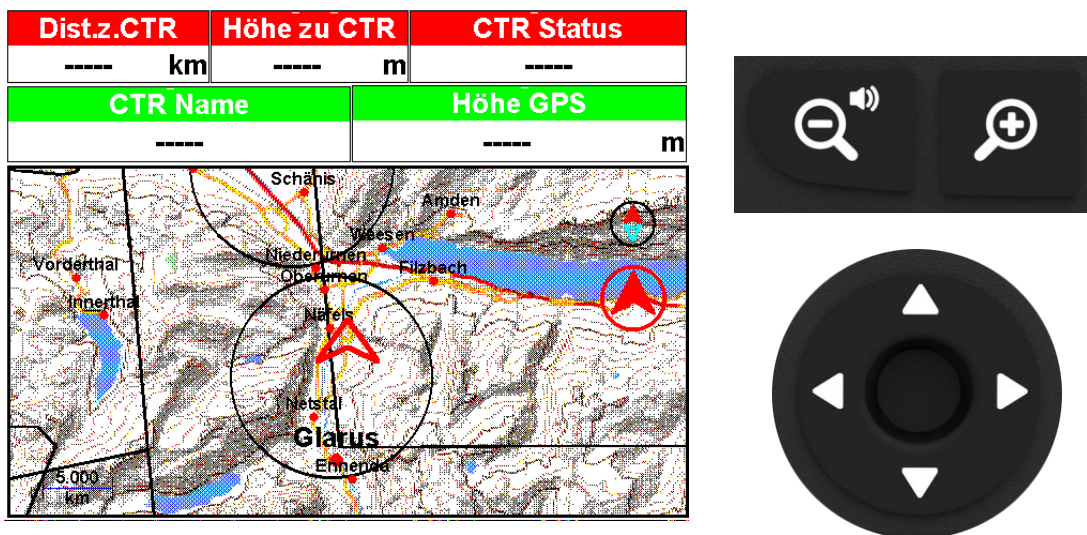 Dist.z.CTR
Höhe zu CTR
CTR Status
----- km
----- m
-----
CTR Name
Höhe GPS
-----
----- m
Schänis
Amden
Weesen
Niederurnen
Vorderthal
Filzbach
Oberurnen
Innerthal
Näfels
Netstal
Glarus
Ennenda
5.000
km